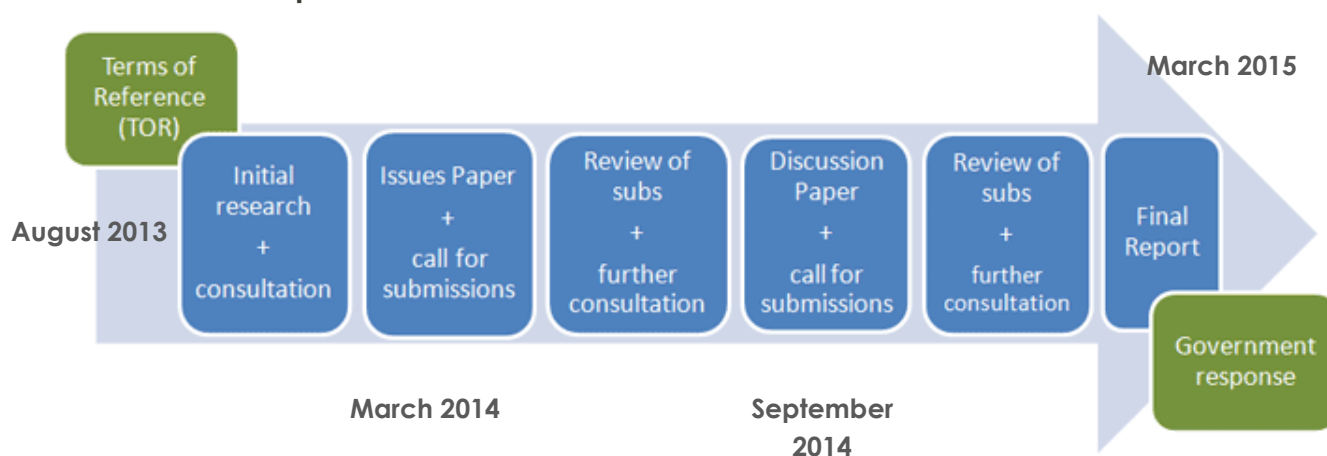 Terms of
Reference
(TOR)
March 2015
August 2013
Initial
research
+
consultation
Issues Paper
+
call for
submissions
Review of
subs
+
further
consultation
Discussion
Paper
+
call for
submissions
Review of
subs
+
further
consultation
Final
Report
Government
response
March 2014
September
2014